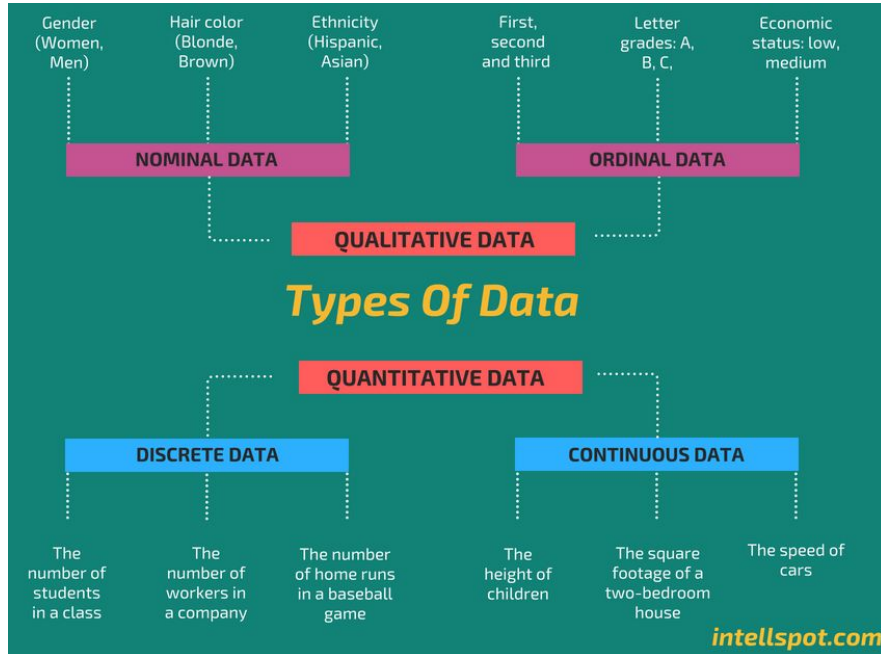 Gender
(Women,
Men)
Hair color
(Blonde,
Brown)
Ethnicity
(Hispanic,
Asian)
First,
second
and third
Letter
grades: A,
B, C,
Economic
status: low,
medium
NOMINAL DATA
ORDINAL DATA
QUALITATIVE DATA
Types Of Data
QUANTITATIVE DATA
DISCRETE DATA
CONTINUOUS DATA
The
number of
students
in a class
The
number of
workers in
a company
The number
of home runs
in a baseball
game
The
height of
children
The square
footage of a
two-bedroom
house
The speed of
cars
intellspot.com